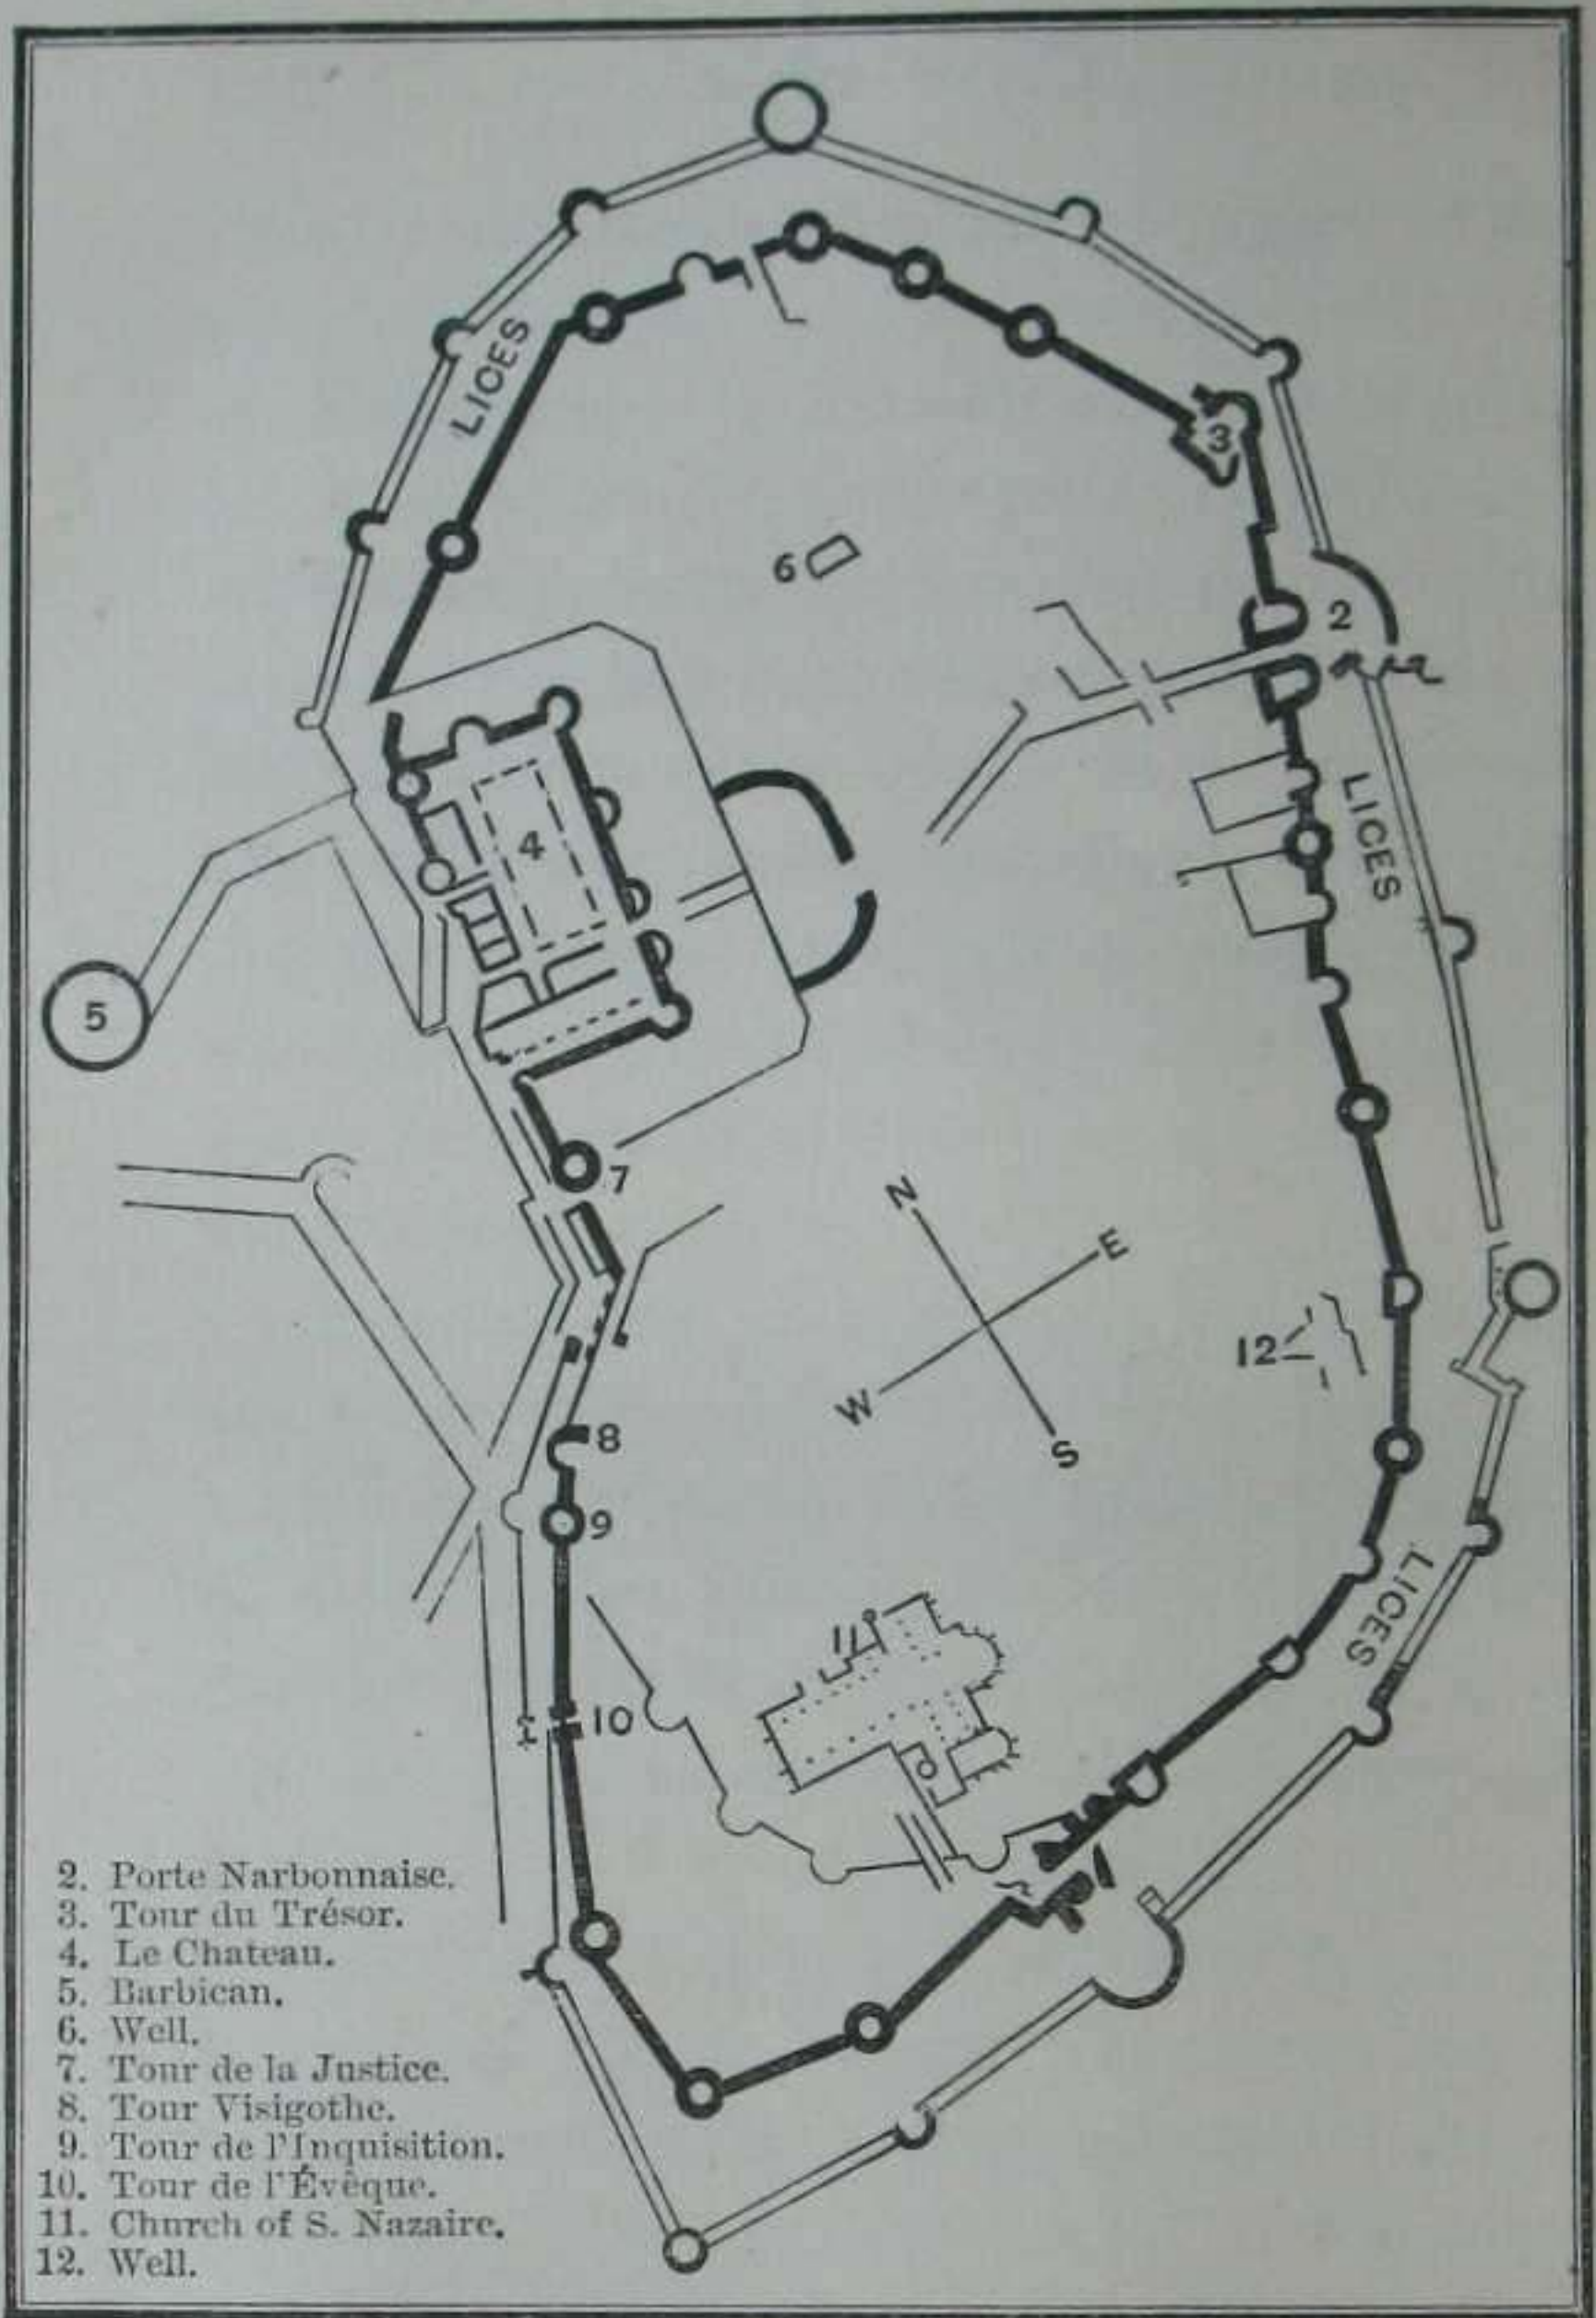 LICES
3
6
2
4
LICES
5
7
N
E
12
W
S
8
9
LICES
11
10
2. Porte Narbonnaise.
3. Tour du Trésor.
4. Le Chateau.
5. Barbican.
6. Well.
7. Tour de la Justice.
8. Tour Visigothe.
9. Tour de l'Inquisition.
10. Tour de l'Évêque.
11. Church of S. Nazaire.
12. Well.